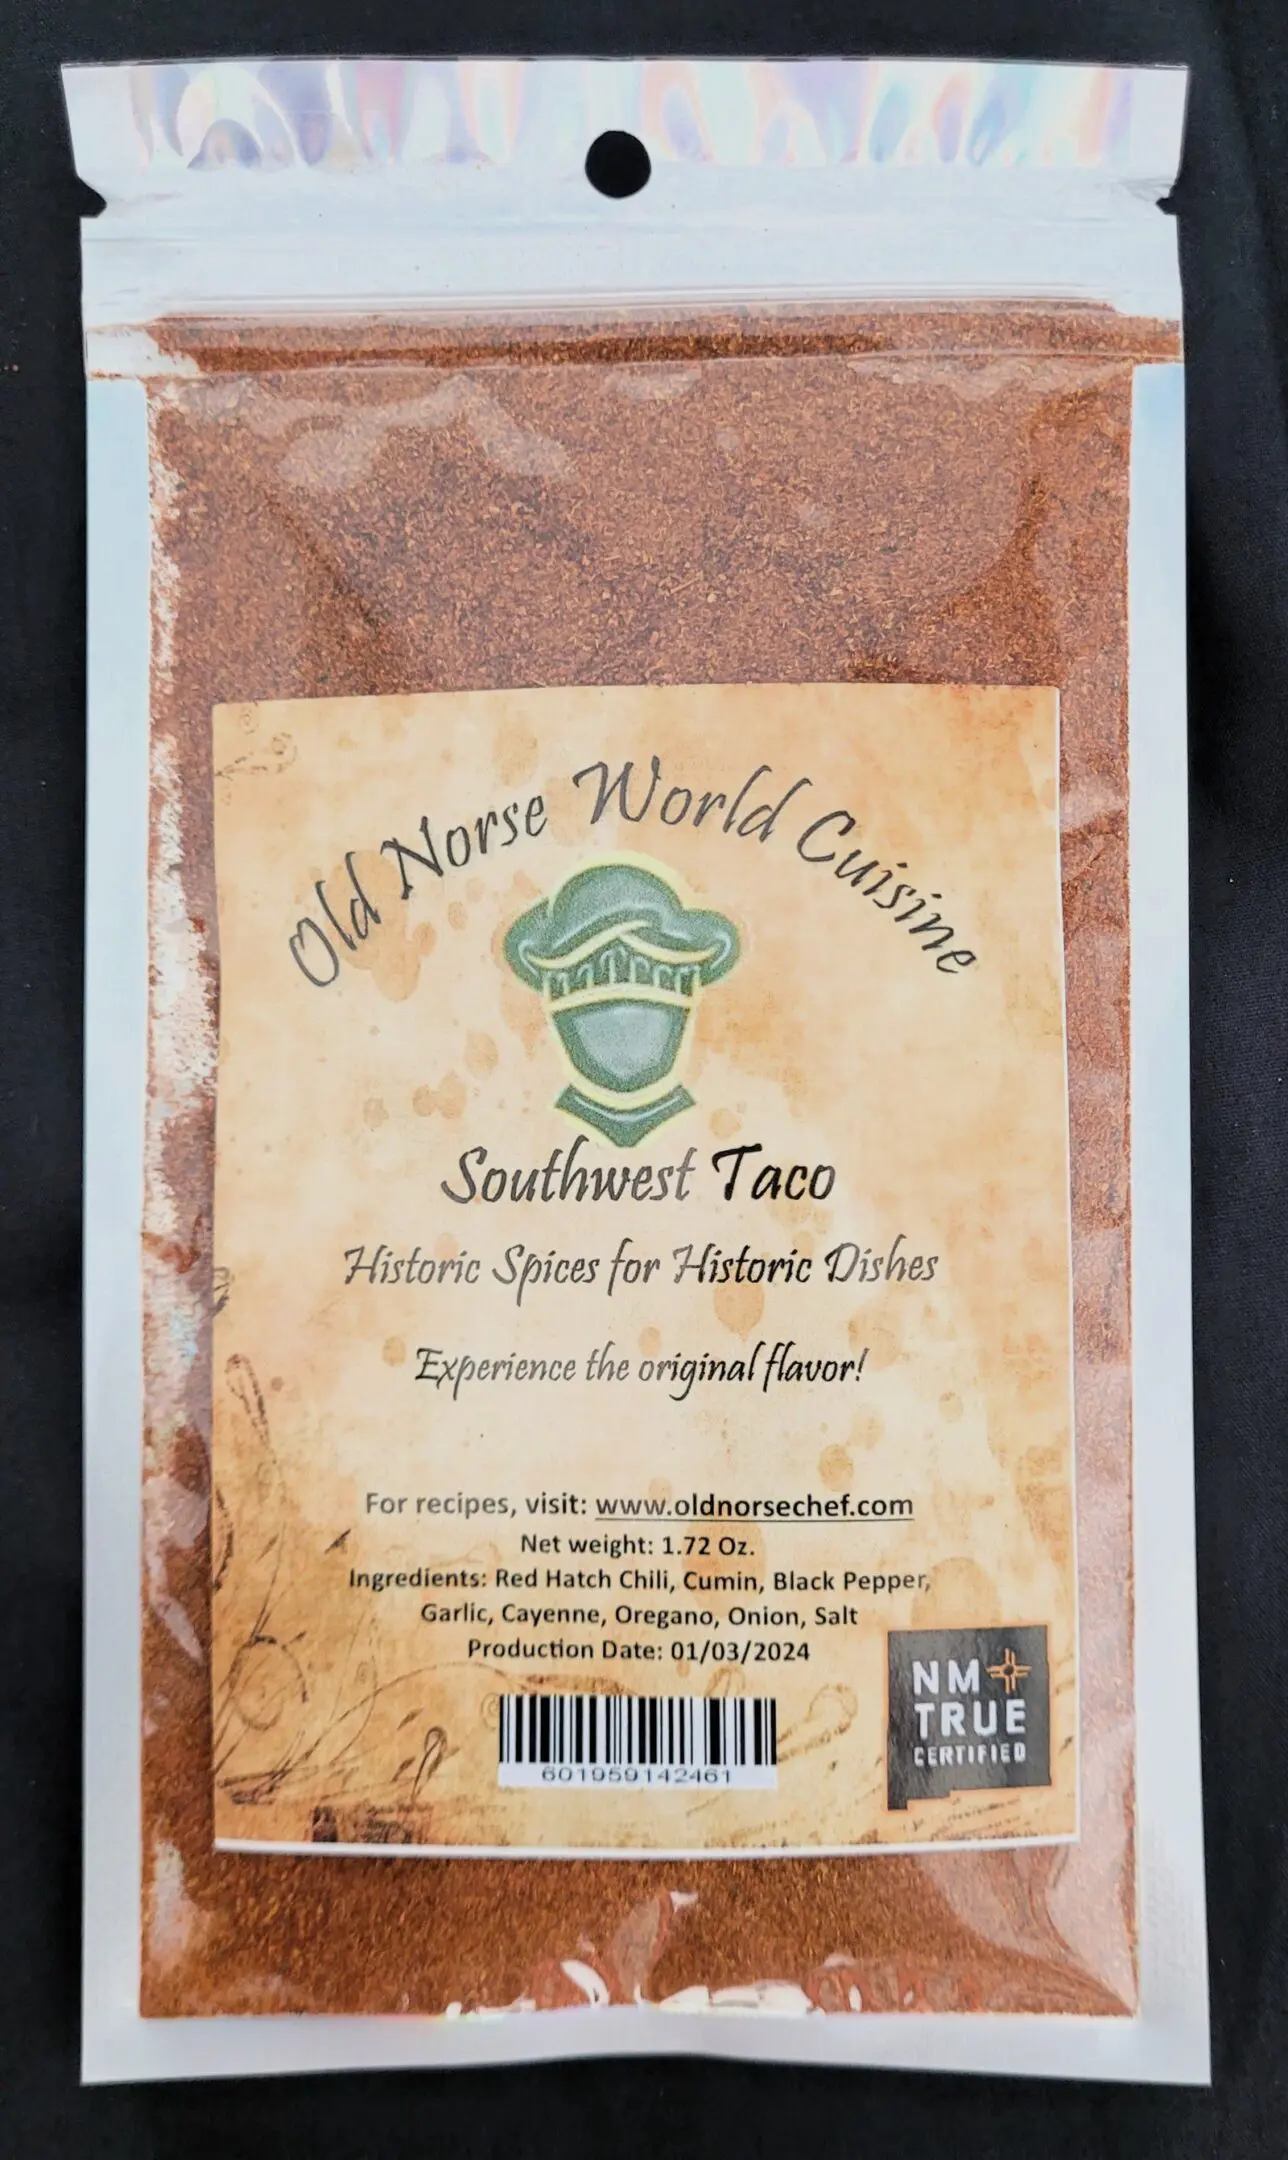 Old Norse World Cuisine
Southwest Taco
Historic Spices for Historic Dishes
Experience the original flavor!
For recipes, visit: www.oldnorsechef.com
Net weight: 1.72 Oz.
Ingredients: Red Hatch Chili, Cumin, Black Pepper,
Garlic, Cayenne, Oregano, Onion, Salt
Production Date: 01/03/2024
601959142461
NM
TRUE
CERTIFIED